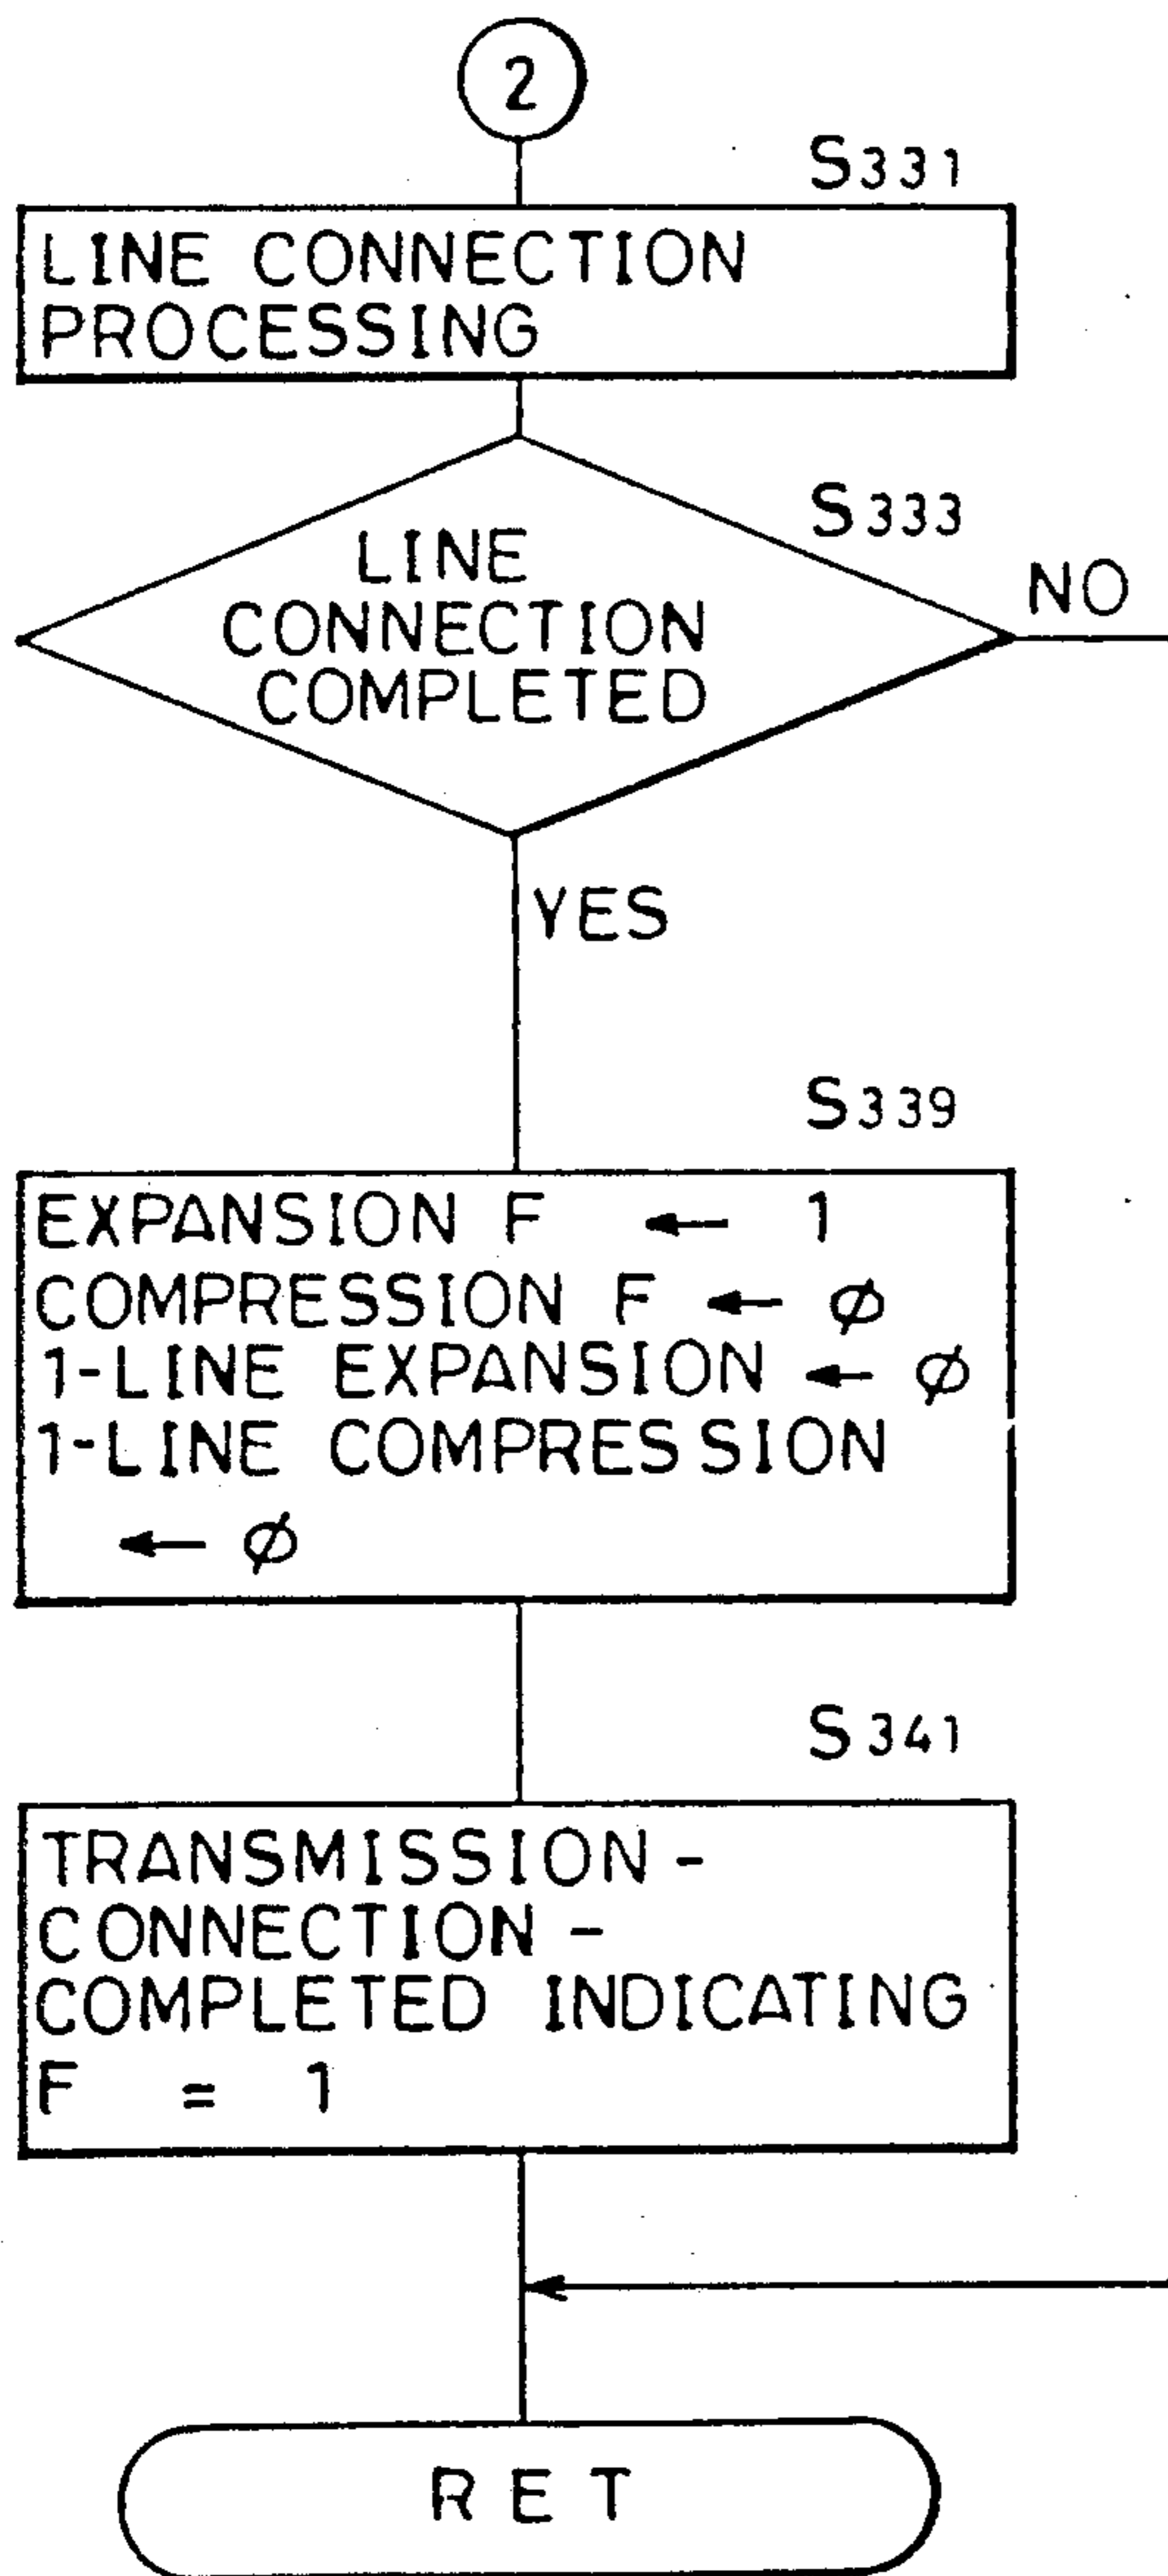 2
S331
LINE CONNECTION
PROCESSING
S333
LINE
CONNECTION
COMPLETED
NO
YES
S339
EXPANSION F ← 1
COMPRESSION F ← ø
1-LINE EXPANSION ← ø
1-LINE COMPRESSION
← ø
S341
TRANSMISSION-
CONNECTION-
COMPLETED INDICATING
F = 1
RET